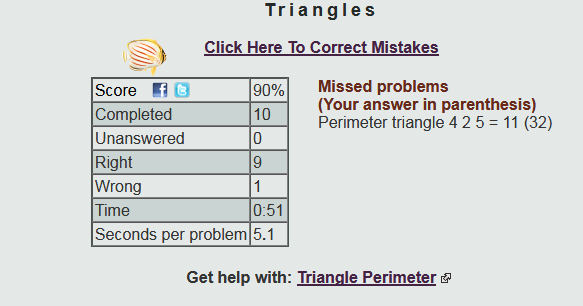 Triangles
Click Here To Correct Mistakes
Score 90%
Completed 10
Unanswered 0
Right 9
Wrong 1
Time 0:51
Seconds per problem 5.1
Missed problems
(Your answer in parenthesis)
Perimeter triangle 4 2 5 = 11 (32)
Get help with: Triangle Perimeter